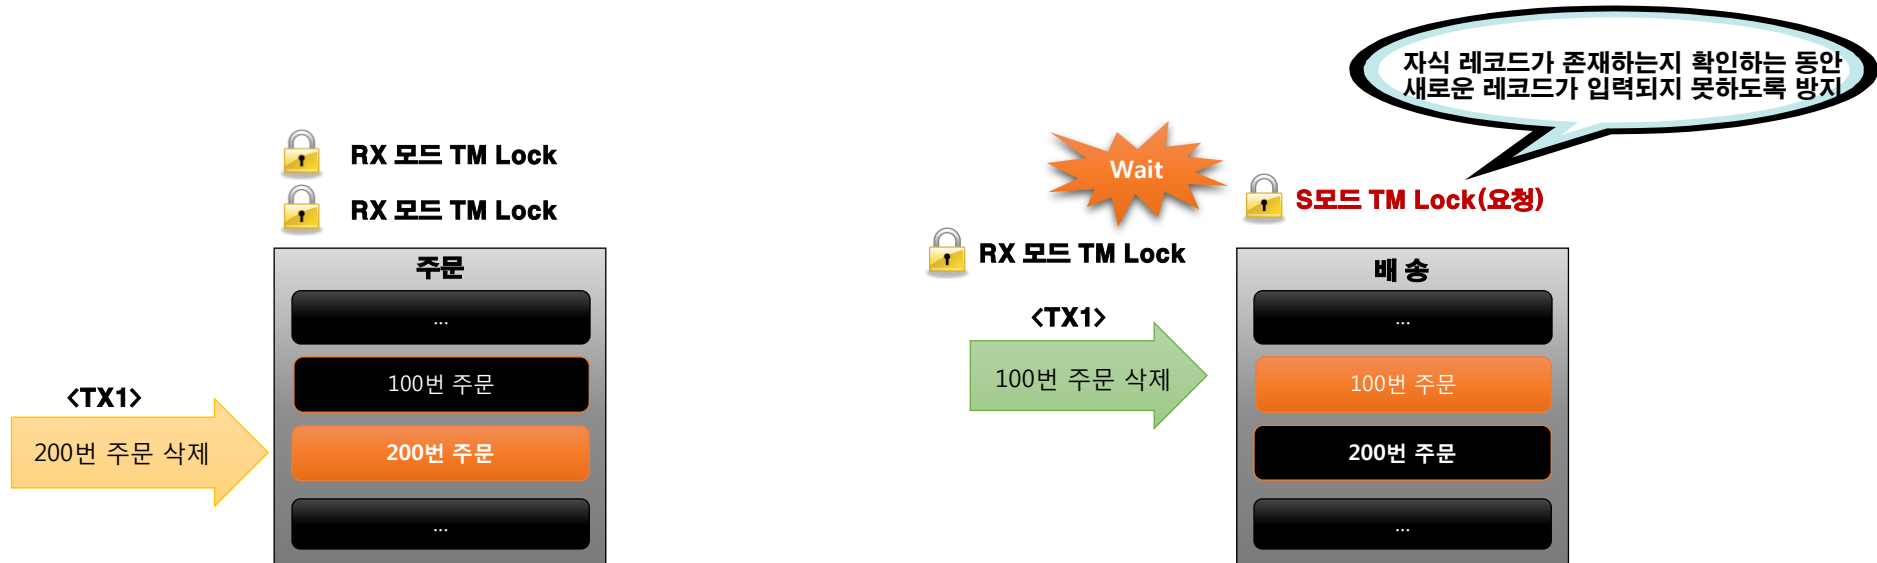 자식 레코드가 존재하는지 확인하는 동안
새로운 레코드가 입력되지 못하도록 방지
RX 모드 TM Lock
RX 모드 TM Lock
Wait
S모드 TM Lock(요청)
RX 모드 TM Lock
주문
...
100번 주문
200번 주문
...
<TX1>
200번 주문 삭제
<TX1>
100번 주문 삭제
배 송
...
100번 주문
200번 주문
...